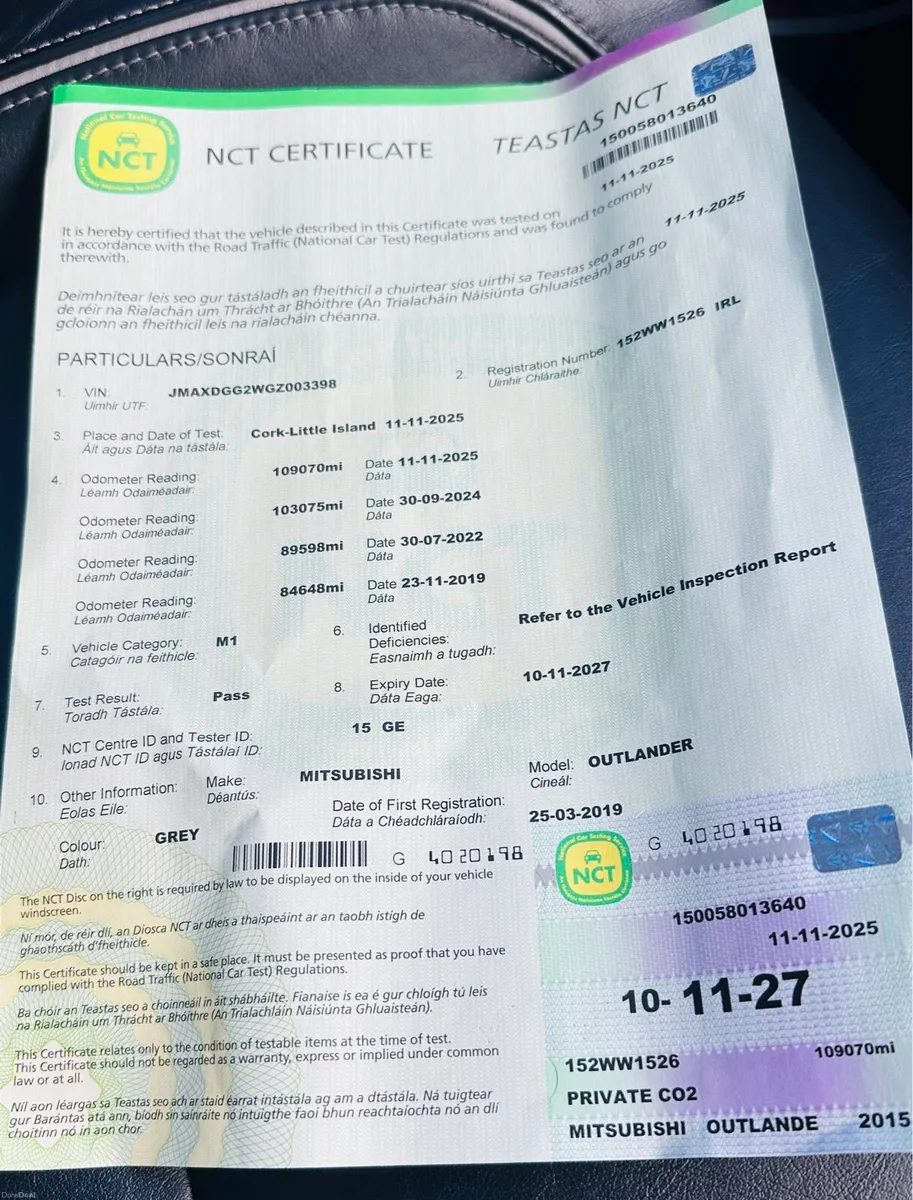 National Car Testing Service
NCT
NCT CERTIFICATE
TEASTAS NCT
150058013640
11-11-2025
It is hereby certified that the vehicle described in this Certificate was tested on
in accordance with the Road Traffic (National Car Test) Regulations and was found to comply
therewith.
11-11-2025
Deimhnítear leis seo gur tástáladh an fheithicil a chuirtear síos uirthi sa Teastas seo ar an
de réir na Rialachán um Thrácht ar Bhóithre (An Trialacháin Náisiúnta Ghluaisteán) agus go
gcloíonn an fheithicil leis na rialacháin chéanna.
PARTICULARS/SONRAÍ
1. VIN: JMAXDGG2WGZ003398
Uimhir UTF:
2. Registration Number: 152WW1526 IRL
Uimhir Chláraithe:
3. Place and Date of Test: Cork-Little Island 11-11-2025
Áit agus Dáta na tástála:
4. Odometer Reading: 109070mi Date 11-11-2025
Léamh Odaiméadair: Dáta
Odometer Reading: 103075mi Date 30-09-2024
Léamh Odaiméadair: Dáta
Odometer Reading: 89598mi Date 30-07-2022
Léamh Odaiméadair: Dáta
Odometer Reading: 84648mi Date 23-11-2019
Léamh Odaiméadair: Dáta
5. Vehicle Category: M1
Catagóir na feithicle:
6. Identified
Deficiencies:
Easnaimh a tugadh:
Refer to the Vehicle Inspection Report
7. Test Result: Pass
Toradh Tástála:
8. Expiry Date: 10-11-2027
Dáta Eaga:
9. NCT Centre ID and Tester ID: 15 GE
Ionad NCT ID agus Tástálaí ID:
10. Other Information:
Eolas Eile:
Make: MITSUBISHI
Déantús:
Model: OUTLANDER
Cineál:
Colour: GREY
Dath:
Date of First Registration: 25-03-2019
Dáta a Chéadchláraíodh:
G 4020198
The NCT Disc on the right is required by law to be displayed on the inside of your vehicle
windscreen.
Ní mór, de réir dlí, an Diosca NCT ar dheis a thaispeáint ar an taobh istigh de
ghaothscáth d'fheithicle.
This Certificate should be kept in a safe place. It must be presented as proof that you have
complied with the Road Traffic (National Car Test) Regulations.
Ba chóir an Teastas seo a choinneáil in áit shábháilte. Fianaise is ea é gur chloígh tú leis
na Rialacháin um Thrácht ar Bhóithre (An Trialachláin Náisiúnta Ghluaisteán).
This Certificate relates only to the condition of testable items at the time of test.
This Certificate should not be regarded as a warranty, express or implied under common
law or at all.
Níl aon léargas sa Teastas seo ach ar staid éarrat intástála ag am a dtástála. Ná tuigtear
gur Barántas atá ann, bíodh sin sainráite nó intuigthe faoi bhun reachtaíochta nó an dlí
choitinn nó in aon chor.
NCT
G 4020198
150058013640
11-11-2025
10- 11-27
152WW1526 109070mi
PRIVATE CO2
MITSUBISHI OUTLANDE 2015
DoneDeal